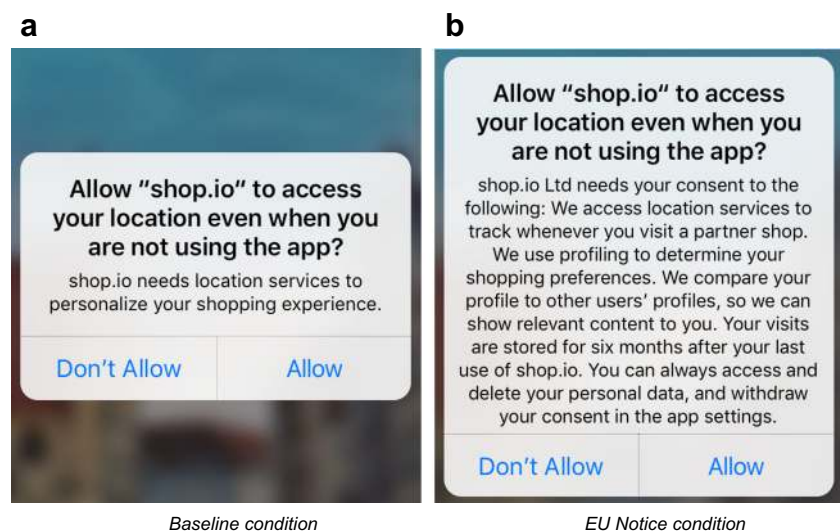 a
Allow “shop.io“ to access
your location even when you
are not using the app?
shop.io needs location services to
personalize your shopping experience.
Don’t Allow
Allow
Baseline condition
b
Allow “shop.io“ to access
your location even when you
are not using the app?
shop.io Ltd needs your consent to the
following: We access location services to
track whenever you visit a partner shop.
We use profiling to determine your
shopping preferences. We compare your
profile to other users’ profiles, so we can
show relevant content to you. Your visits
are stored for six months after your last
use of shop.io. You can always access and
delete your personal data, and withdraw
your consent in the app settings.
Don’t Allow
Allow
EU Notice condition